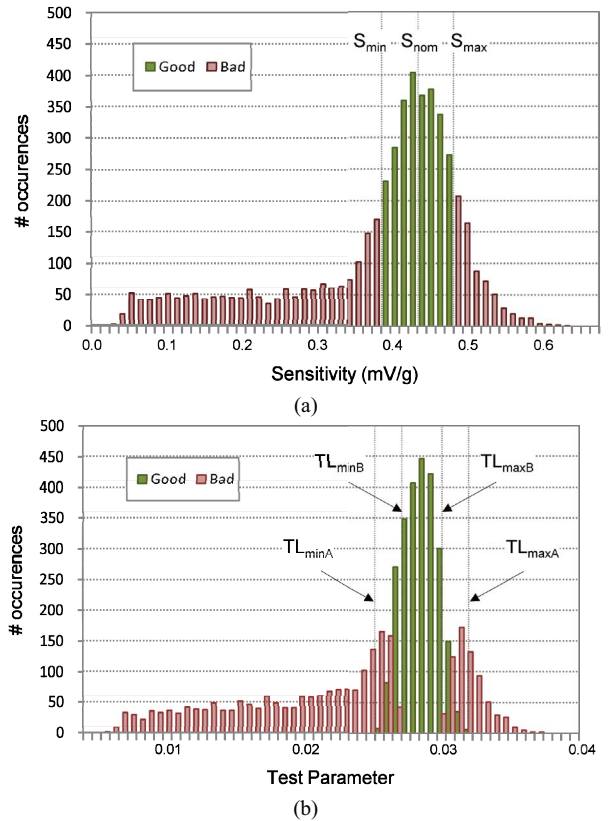 500
450
400
350
300
250
200
150
100
50
0
# occurences
Good Bad
Smin Snom Smax
0.0 0.1 0.2 0.3 0.4 0.5 0.6
Sensitivity (mV/g)
(a)
500
450
400
350
300
250
200
150
100
50
0
# occurences
Good Bad
TLminB TLmaxB
TLminA TLmaxA
0.01 0.02 0.03 0.04
Test Parameter
(b)